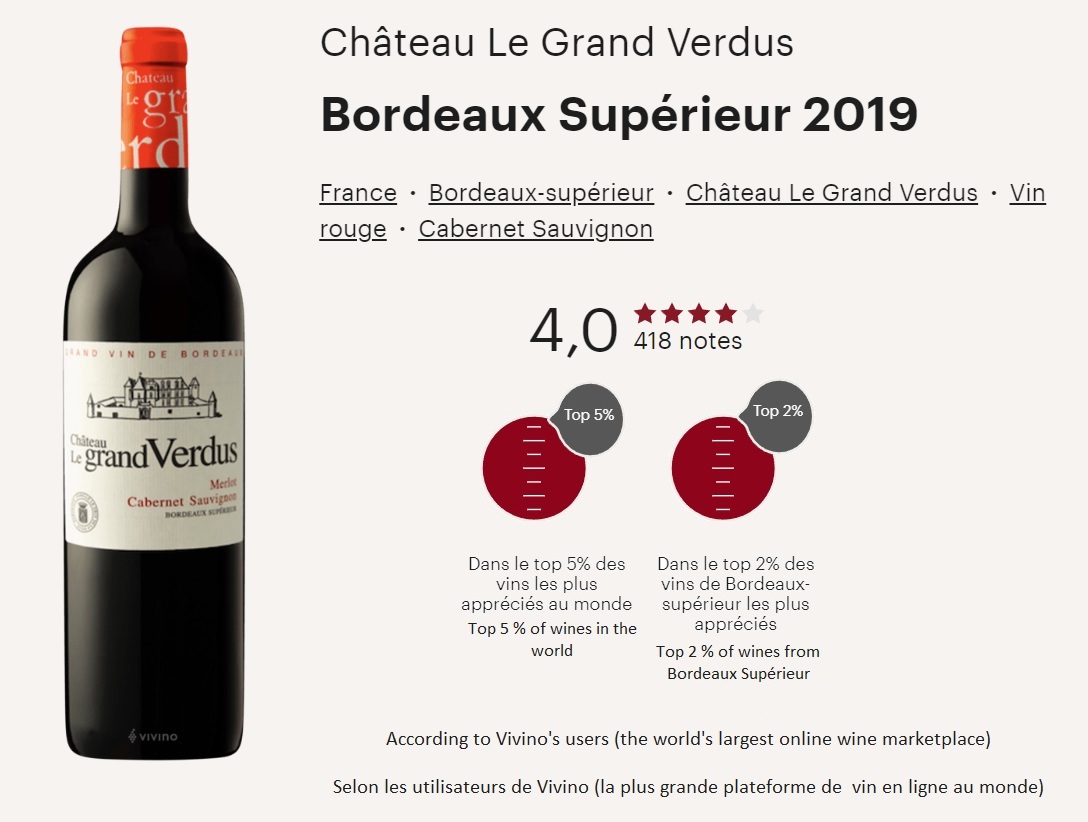 Château Le Grand Verdus
Bordeaux Supérieur 2019
France · Bordeaux-supérieur · Château Le Grand Verdus · Vin
rouge · Cabernet Sauvignon
4,0
418 notes
Top 5%
Top 2%
Dans le top 5% des
vins les plus
appréciés au monde
Top 5 % of wines in the
world
Dans le top 2% des
vins de Bordeaux-
supérieur les plus
appréciés
Top 2 % of wines from
Bordeaux Supérieur
According to Vivino's users (the world's largest online wine marketplace)
Selon les utilisateurs de Vivino (la plus grande plateforme de vin en ligne au monde)
Chateau
Le gra
erd
GRAND VIN DE BORDEAUX
Château
Le grand Verdus
Merlot
Cabernet Sauvignon
BORDEAUX SUPÉRIEUR
VIVINO